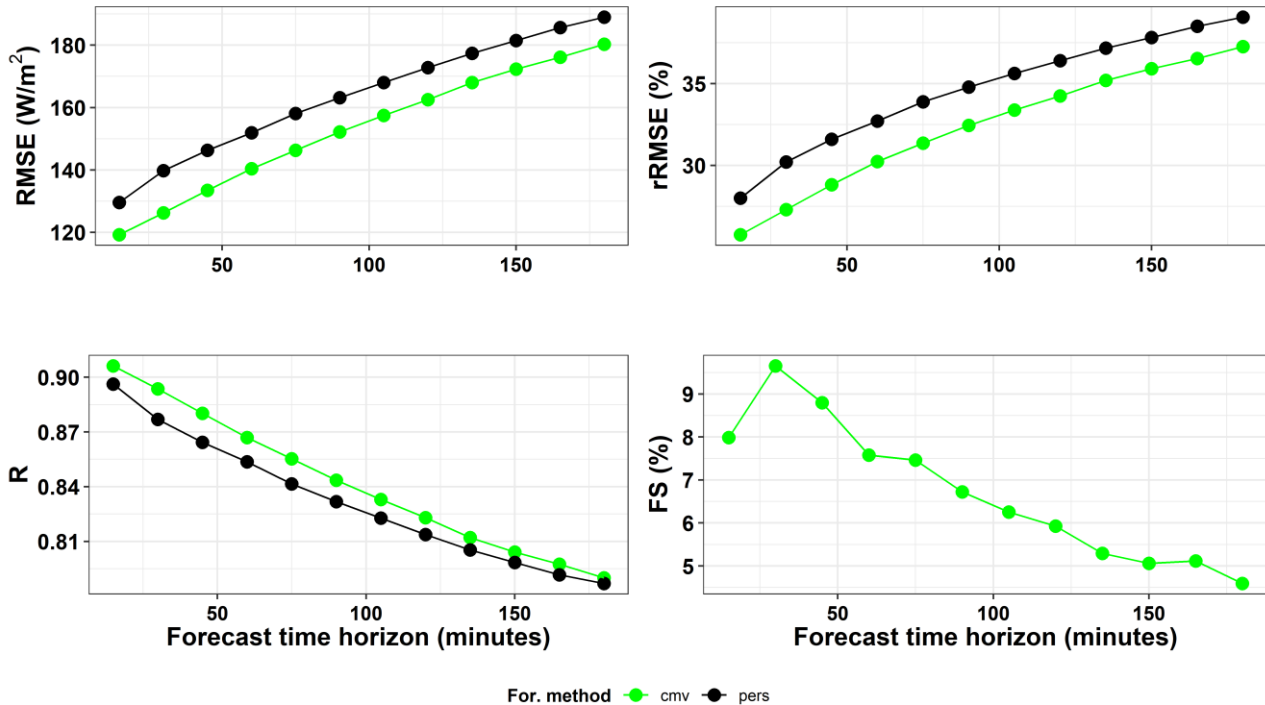 RMSE (W/m²)
180
160
140
120
50 100 150
rRMSE (%)
35
30
50 100 150
R
0.90
0.87
0.84
0.81
50 100 150
Forecast time horizon (minutes)
FS (%)
9
8
7
6
5
50 100 150
Forecast time horizon (minutes)
For. method cmv pers